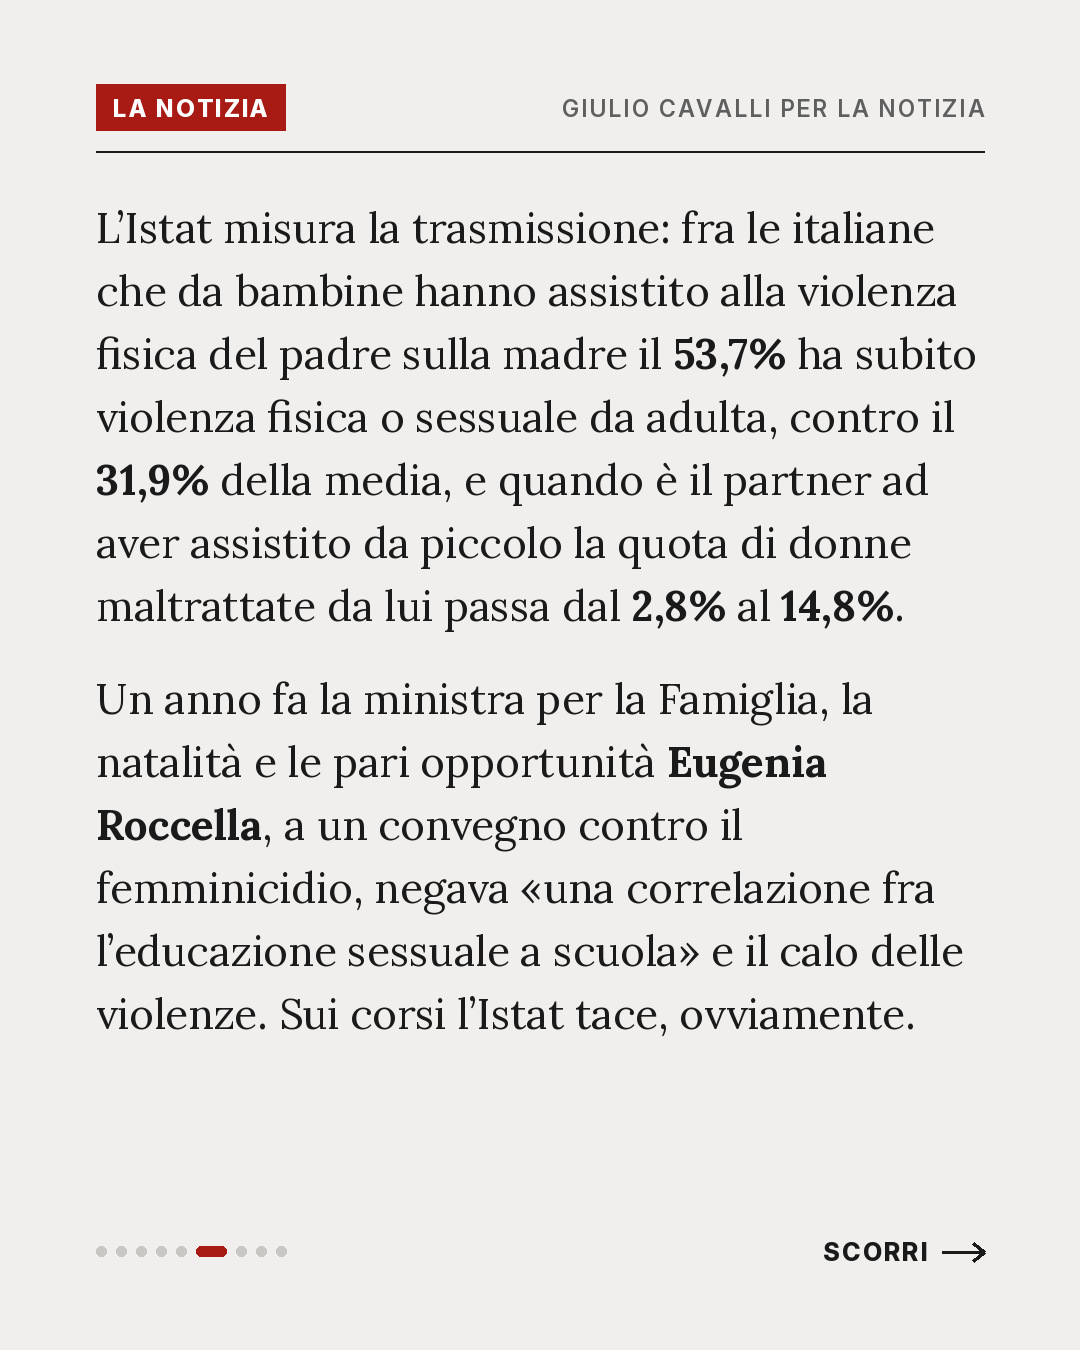 LA NOTIZIA
GIULIO CAVALLI PER LA NOTIZIA
L’Istat misura la trasmissione: fra le italiane
che da bambine hanno assistito alla violenza
fisica del padre sulla madre il 53,7% ha subito
violenza fisica o sessuale da adulta, contro il
31,9% della media, e quando è il partner ad
aver assistito da piccolo la quota di donne
maltrattate da lui passa dal 2,8% al 14,8%.
Un anno fa la ministra per la Famiglia, la
natalità e le pari opportunità Eugenia
Roccella, a un convegno contro il
femminicidio, negava «una correlazione fra
l’educazione sessuale a scuola» e il calo delle
violenze. Sui corsi l’Istat tace, ovviamente.
SCORRI